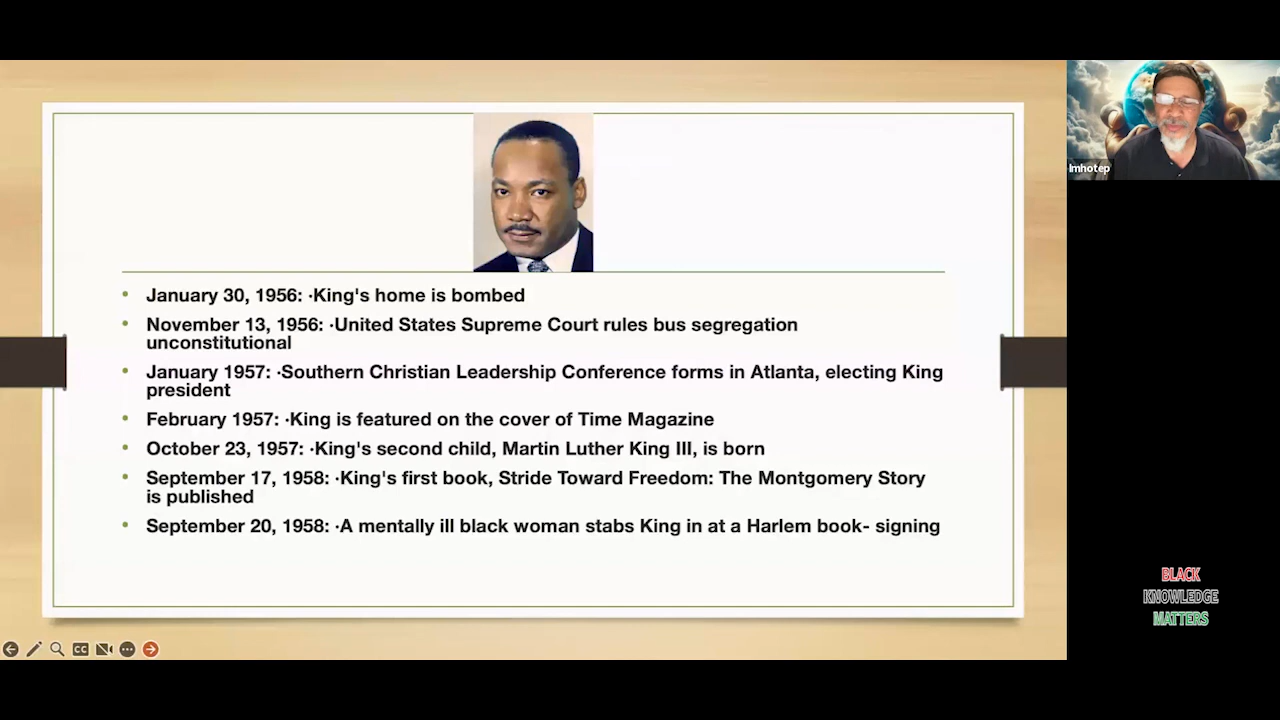 January 30, 1956: ·King's home is bombed
November 13, 1956: ·United States Supreme Court rules bus segregation
unconstitutional
January 1957: ·Southern Christian Leadership Conference forms in Atlanta, electing King
president
February 1957: ·King is featured on the cover of Time Magazine
October 23, 1957: ·King's second child, Martin Luther King III, is born
September 17, 1958: ·King's first book, Stride Toward Freedom: The Montgomery Story
is published
September 20, 1958: ·A mentally ill black woman stabs King in at a Harlem book- signing
CC
Imhotep
BLACK
KNOWLEDGE
MATTERS